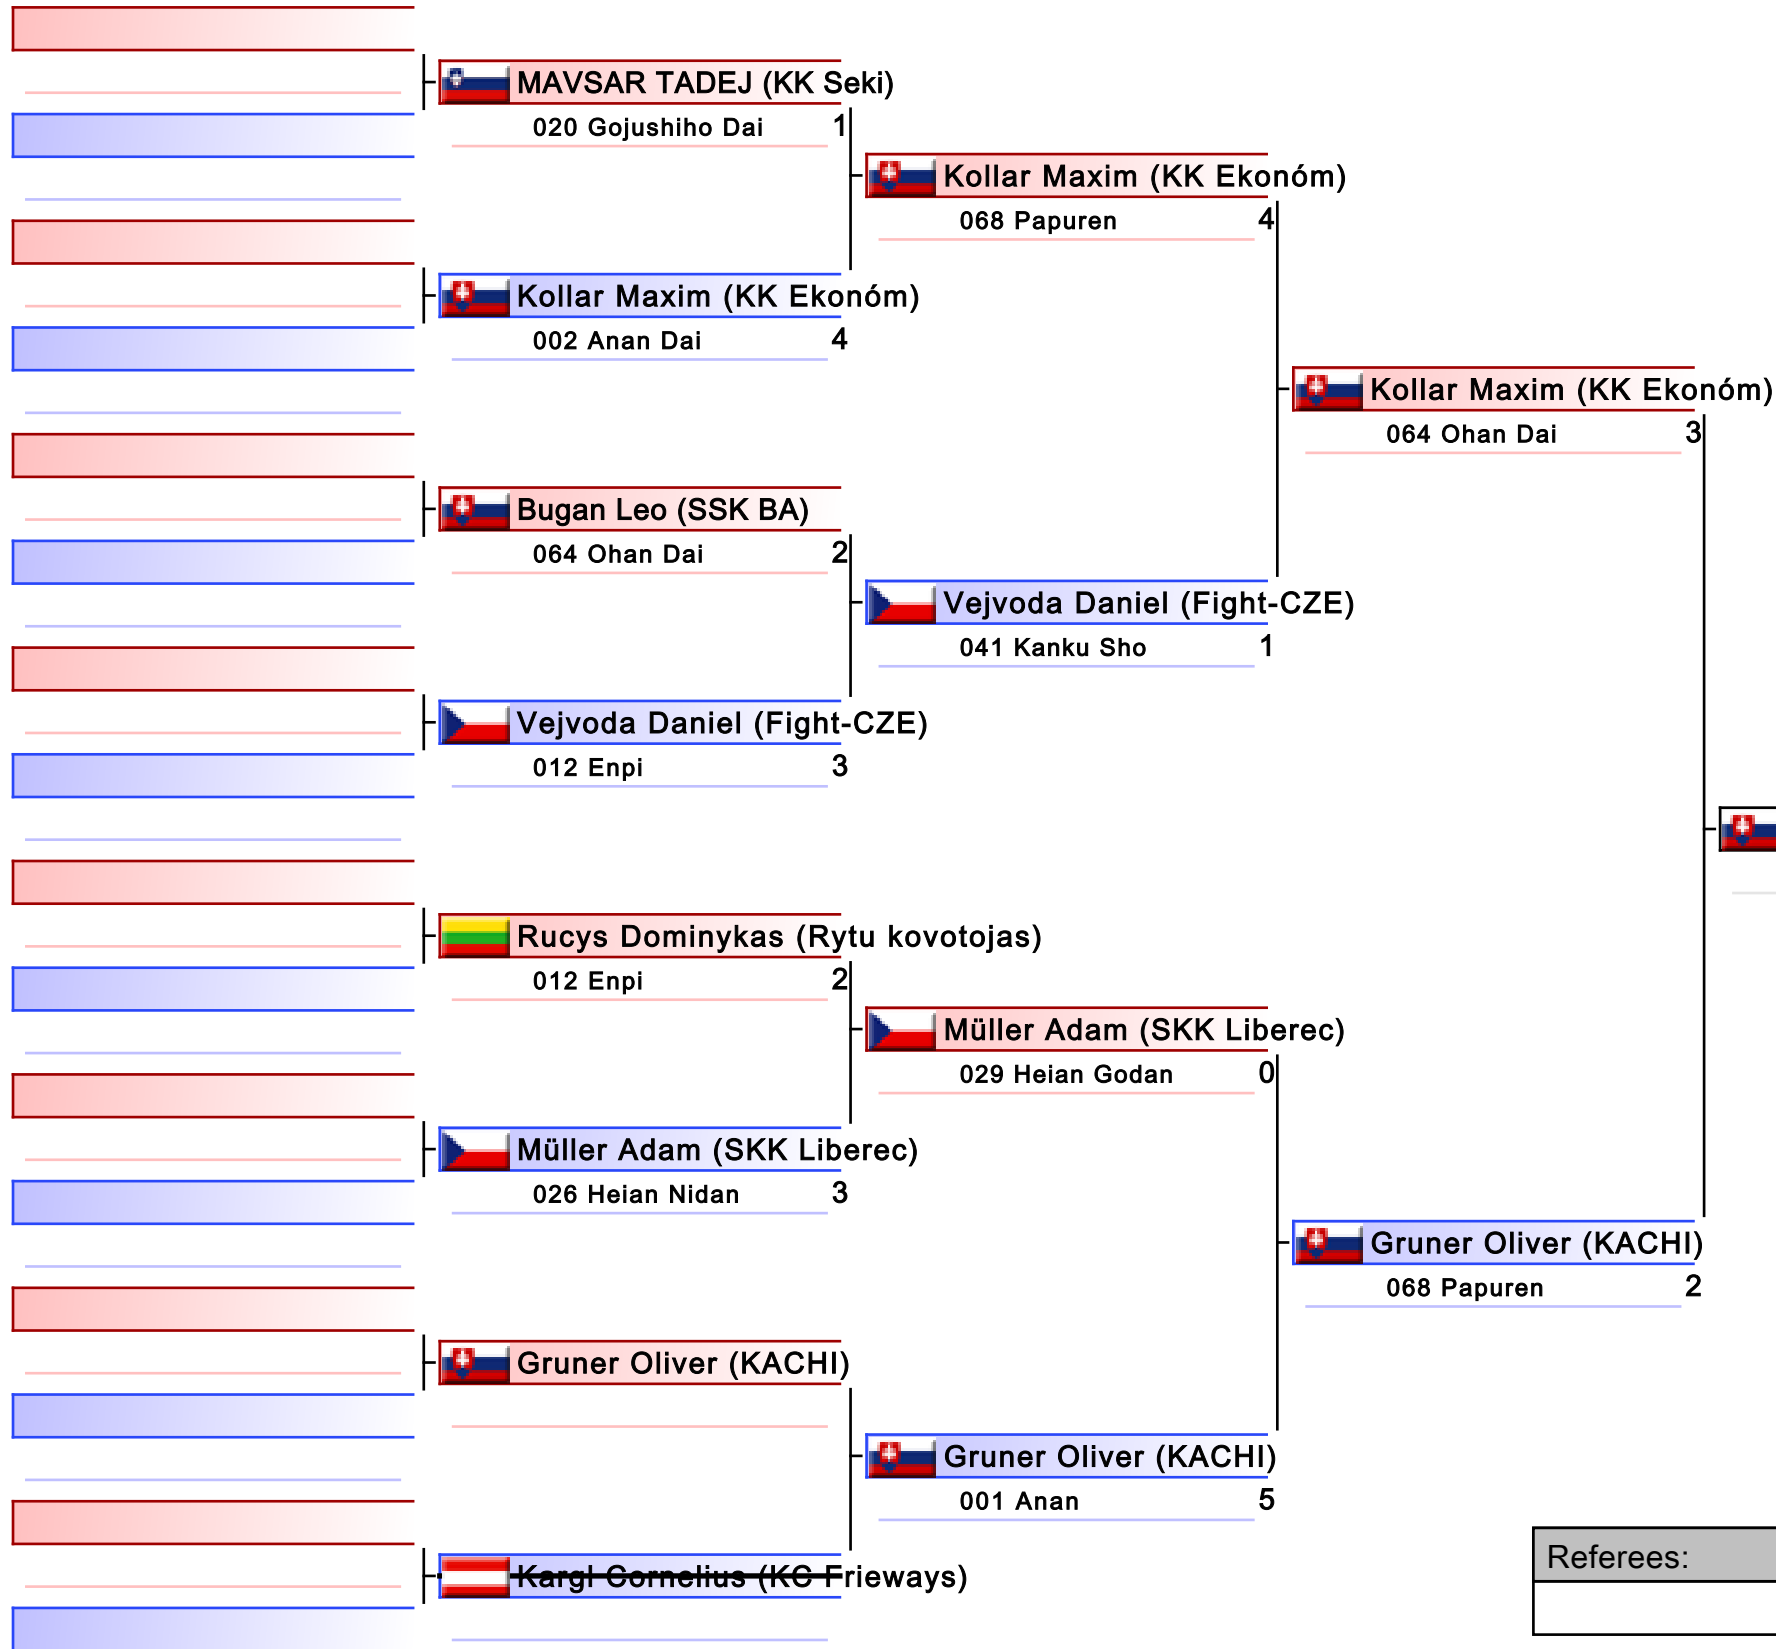 MAVSAR TADEJ (KK Seki)
020 Gojushiho Dai 1
Kollar Maxim (KK Ekonóm)
002 Anan Dai 4
Bugan Leo (SSK BA)
064 Ohan Dai 2
Vejvoda Daniel (Fight-CZE)
012 Enpi 3
Rucys Dominykas (Rytu kovotojas)
012 Enpi 2
Müller Adam (SKK Liberec)
026 Heian Nidan 3
Gruner Oliver (KACHI)
Kargl Cornelius (KC Frieways)
Kollar Maxim (KK Ekonóm)
068 Papuren 4
Vejvoda Daniel (Fight-CZE)
041 Kanku Sho 1
Müller Adam (SKK Liberec)
029 Heian Godan 0
Gruner Oliver (KACHI)
001 Anan 5
Kollar Maxim (KK Ekonóm)
064 Ohan Dai 3
Gruner Oliver (KACHI)
068 Papuren 2
Referees: